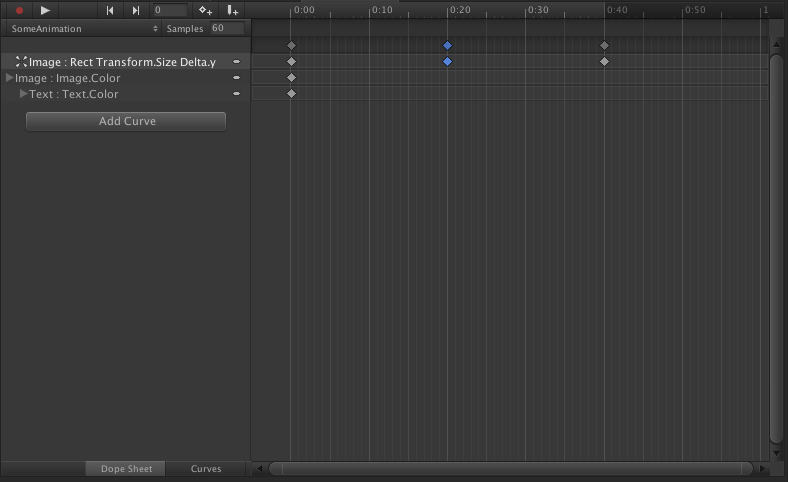 0 0:00 0:10 0:20 0:30 0:40 0:50 1
SomeAnimation Samples 60
Image : Rect Transform.Size Delta.y
Image : Image.Color
Text : Text.Color
Add Curve
Dope Sheet Curves